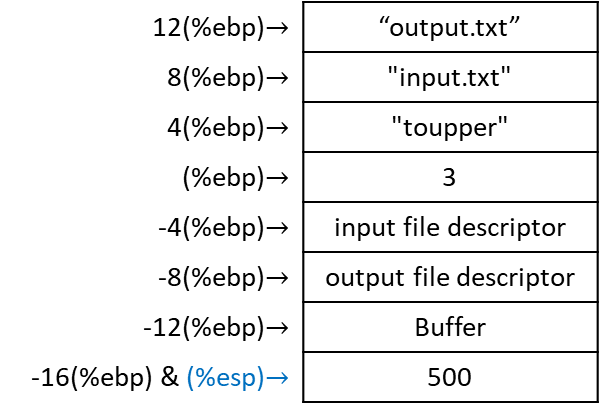 12(%ebp)→ “output.txt”
8(%ebp)→ "input.txt"
4(%ebp)→ "toupper"
(%ebp)→ 3
-4(%ebp)→ input file descriptor
-8(%ebp)→ output file descriptor
-12(%ebp)→ Buffer
-16(%ebp) & (%esp)→ 500